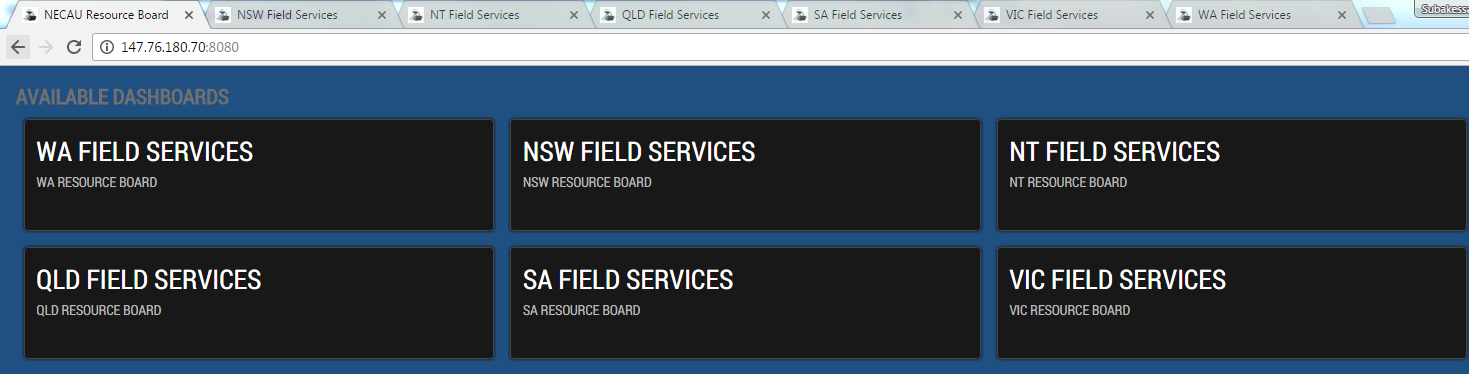 NECAU Resource Board NSW Field Services NT Field Services QLD Field Services SA Field Services VIC Field Services WA Field Services
147.76.180.70:8080
AVAILABLE DASHBOARDS
WA FIELD SERVICES
WA RESOURCE BOARD
NSW FIELD SERVICES
NSW RESOURCE BOARD
NT FIELD SERVICES
NT RESOURCE BOARD
QLD FIELD SERVICES
QLD RESOURCE BOARD
SA FIELD SERVICES
SA RESOURCE BOARD
VIC FIELD SERVICES
VIC RESOURCE BOARD